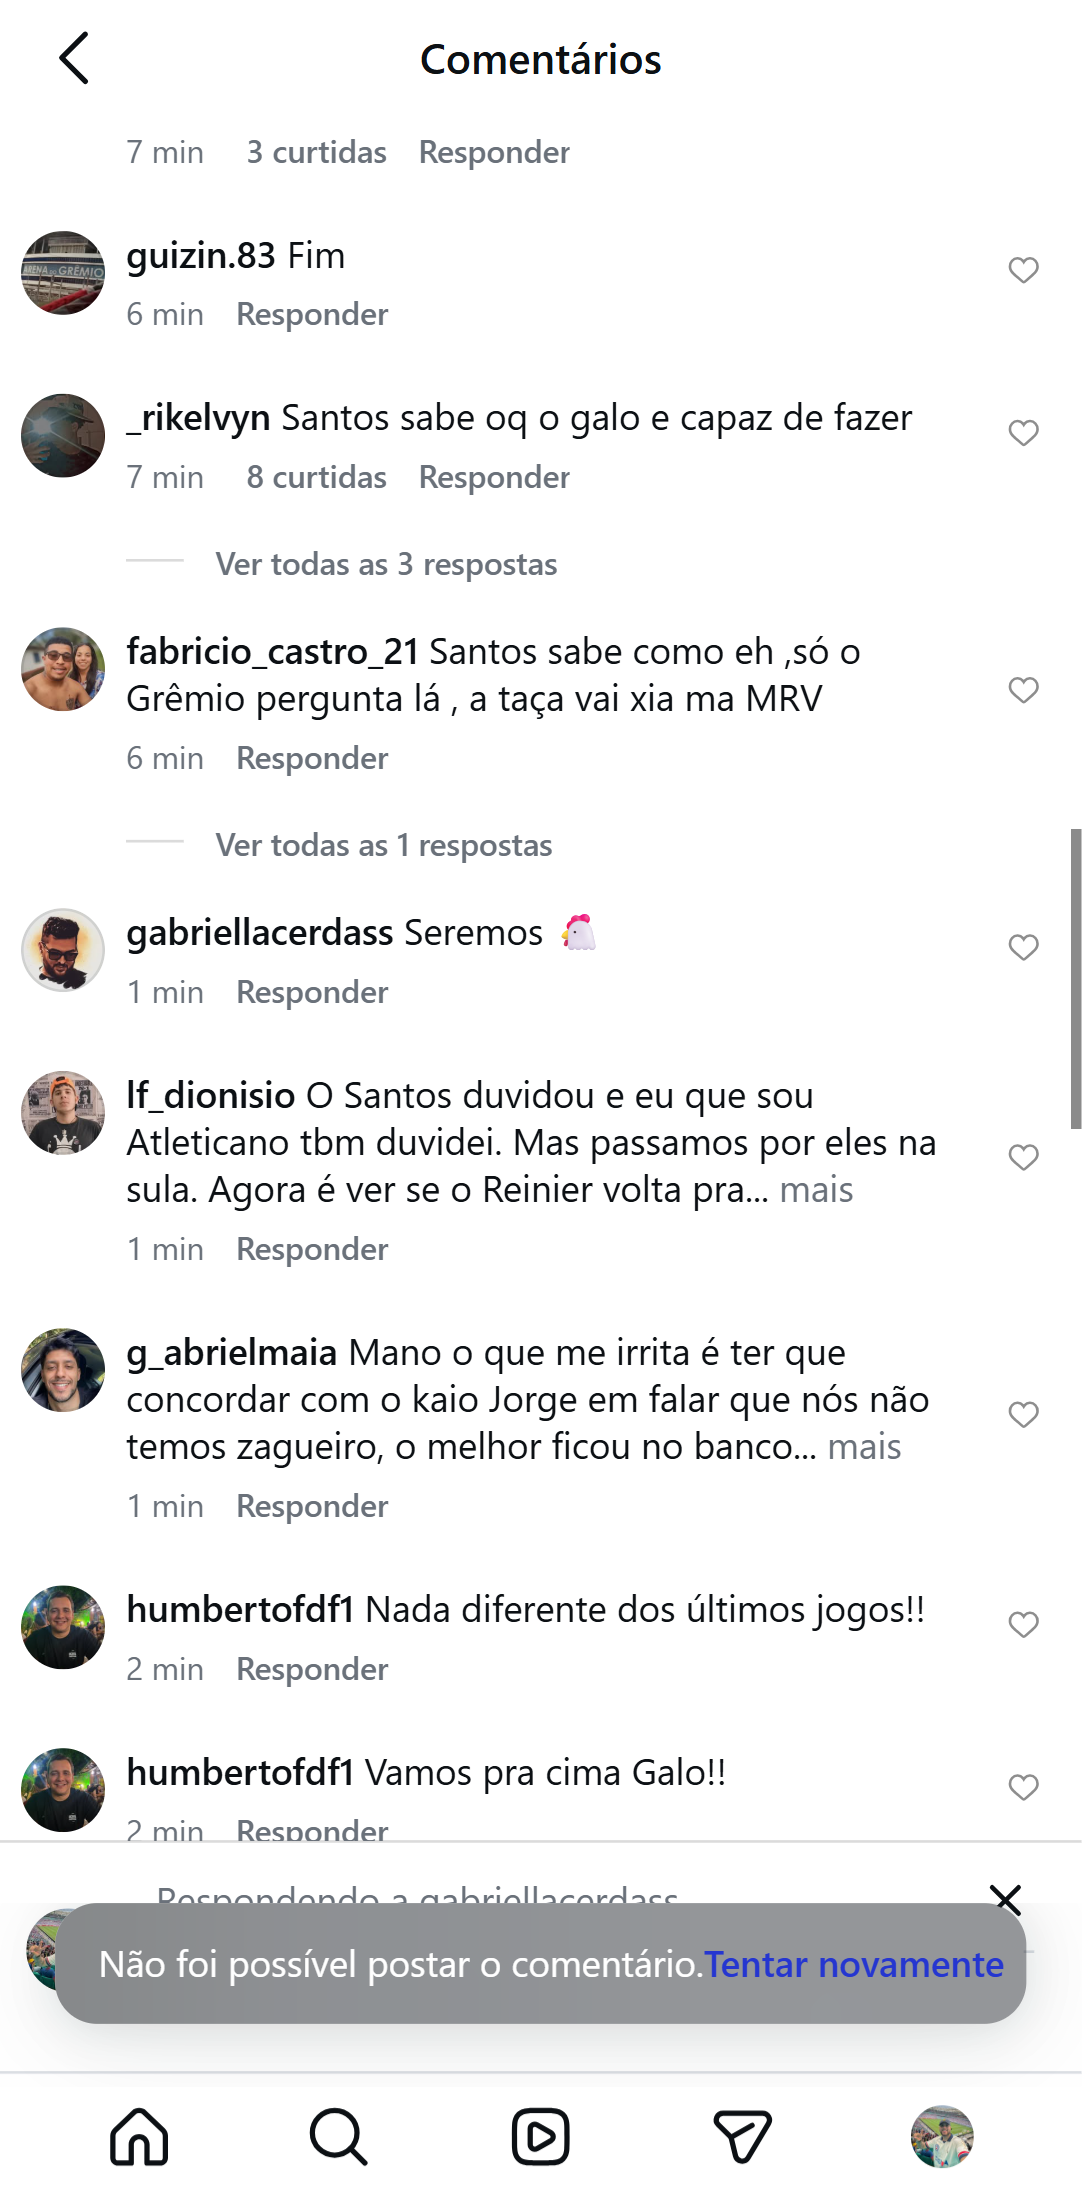 Comentários
7 min 3 curtidas Responder
ARENA DO GRÊMIO
guizin.83 Fim
6 min Responder
_rikelvyn Santos sabe oq o galo e capaz de fazer
7 min 8 curtidas Responder
Ver todas as 3 respostas
fabricio_castro_21 Santos sabe como eh ,só o
Grêmio pergunta lá , a taça vai xia ma MRV
6 min Responder
Ver todas as 1 respostas
gabriellacerdass Seremos 🐔
1 min Responder
lf_dionisio O Santos duvidou e eu que sou
Atleticano tbm duvidei. Mas passamos por eles na
sula. Agora é ver se o Reinier volta pra... mais
1 min Responder
g_abrielmaia Mano o que me irrita é ter que
concordar com o kaio Jorge em falar que nós não
temos zagueiro, o melhor ficou no banco... mais
1 min Responder
humbertofdf1 Nada diferente dos últimos jogos!!
2 min Responder
humbertofdf1 Vamos pra cima Galo!!
2 min Responder
Respondendo a gabriellacerdass
Não foi possível postar o comentário.Tentar novamente